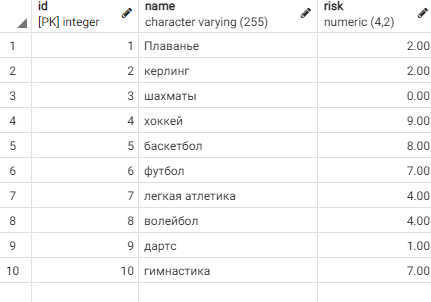 id name risk
[PK] integer character varying (255) numeric (4,2)
1 1 Плаванье 2.00
2 2 керлинг 2.00
3 3 шахматы 0.00
4 4 хоккей 9.00
5 5 баскетбол 8.00
6 6 футбол 7.00
7 7 легкая атлетика 4.00
8 8 волейбол 4.00
9 9 дартс 1.00
10 10 гимнастика 7.00